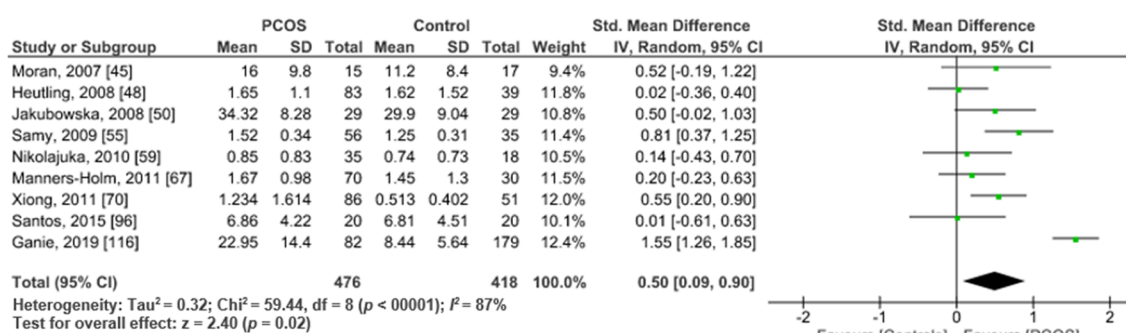 PCOS Control Std. Mean Difference Std. Mean Difference
Study or Subgroup Mean SD Total Mean SD Total Weight IV, Random, 95% CI IV, Random, 95% CI
Moran, 2007 [45] 16 9.8 15 11.2 8.4 17 9.4% 0.52 [-0.19, 1.22]
Heutling, 2008 [48] 1.65 1.1 83 1.62 1.52 39 11.8% 0.02 [-0.36, 0.40]
Jakubowska, 2008 [50] 34.32 8.28 29 29.9 9.04 29 10.8% 0.50 [-0.02, 1.03]
Samy, 2009 [55] 1.52 0.34 56 1.25 0.31 35 11.4% 0.81 [0.37, 1.25]
Nikolajuka, 2010 [59] 0.85 0.83 35 0.74 0.73 18 10.5% 0.14 [-0.43, 0.70]
Manners-Holm, 2011 [67] 1.67 0.98 70 1.45 1.3 30 11.5% 0.20 [-0.23, 0.63]
Xiong, 2011 [70] 1.234 1.614 86 0.513 0.402 51 12.0% 0.55 [0.20, 0.90]
Santos, 2015 [96] 6.86 4.22 20 6.81 4.51 20 10.1% 0.01 [-0.61, 0.63]
Ganie, 2019 [116] 22.95 14.4 82 8.44 5.64 179 12.4% 1.55 [1.26, 1.85]
Total (95% CI) 476 418 100.0% 0.50 [0.09, 0.90]
Heterogeneity: Tau² = 0.32; Chi² = 59.44, df = 8 (p < 00001); I² = 87%
Test for overall effect: z = 2.40 (p = 0.02)
-2 -1 0 1 2